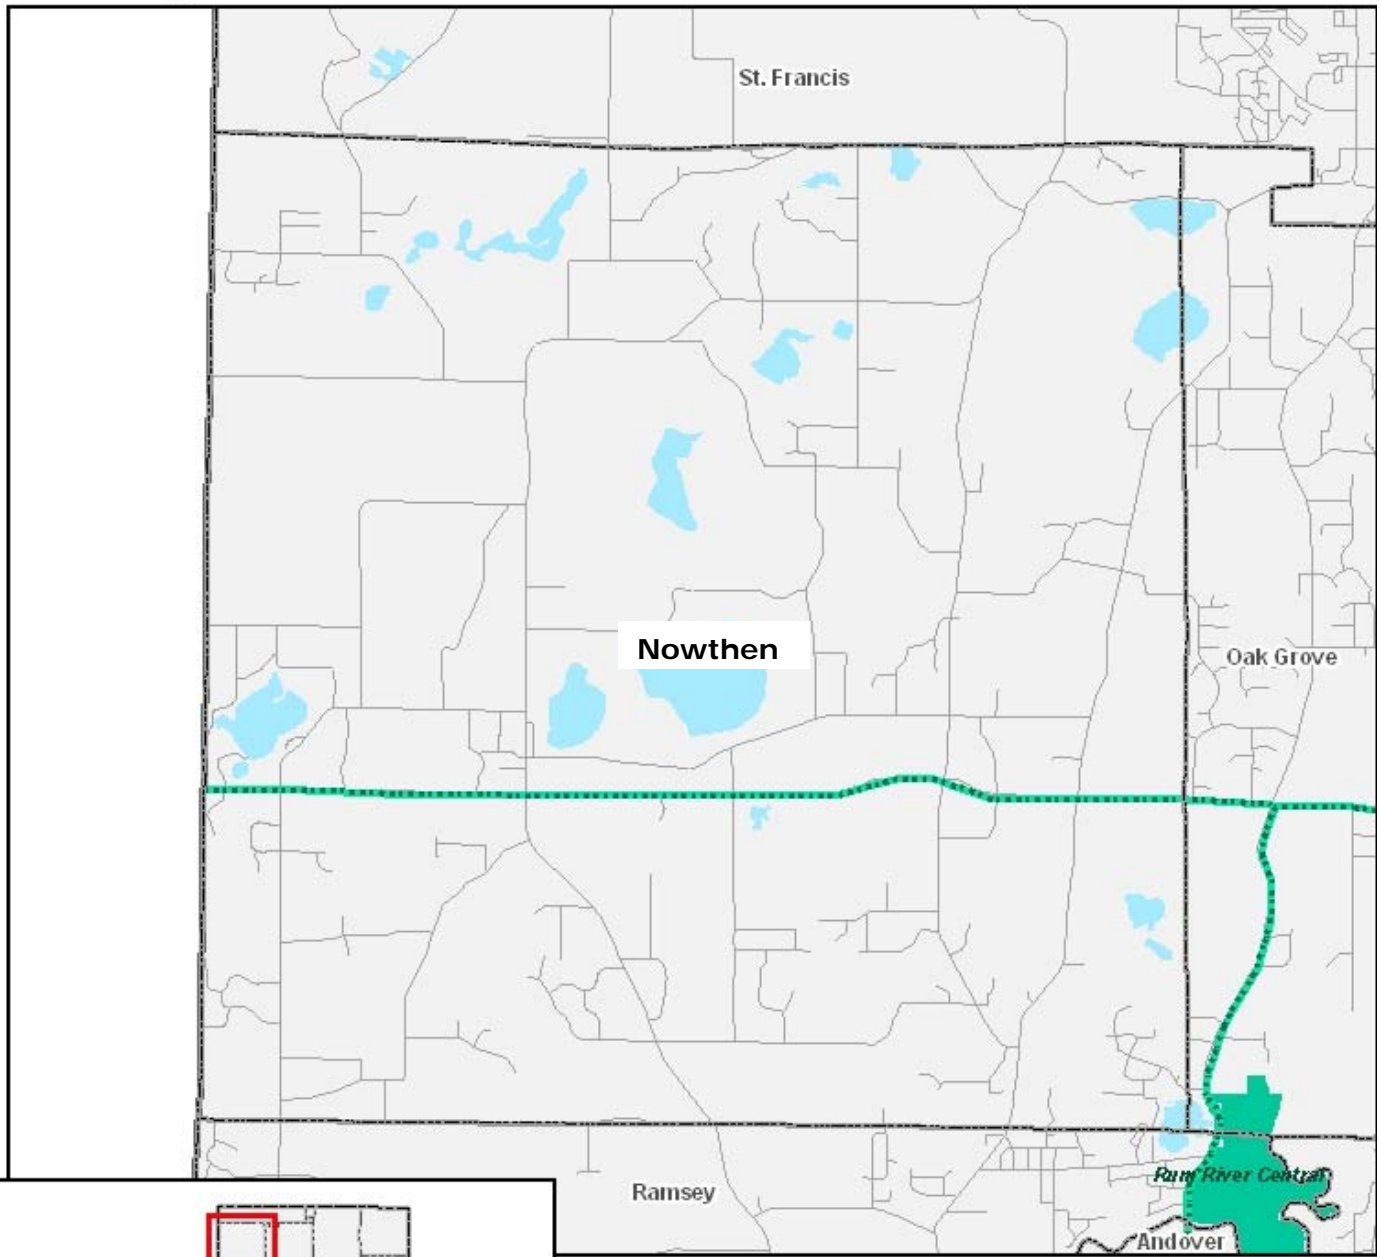 St. Francis
Nowthen
Oak Grove
Rum River Central
Ramsey
Andover